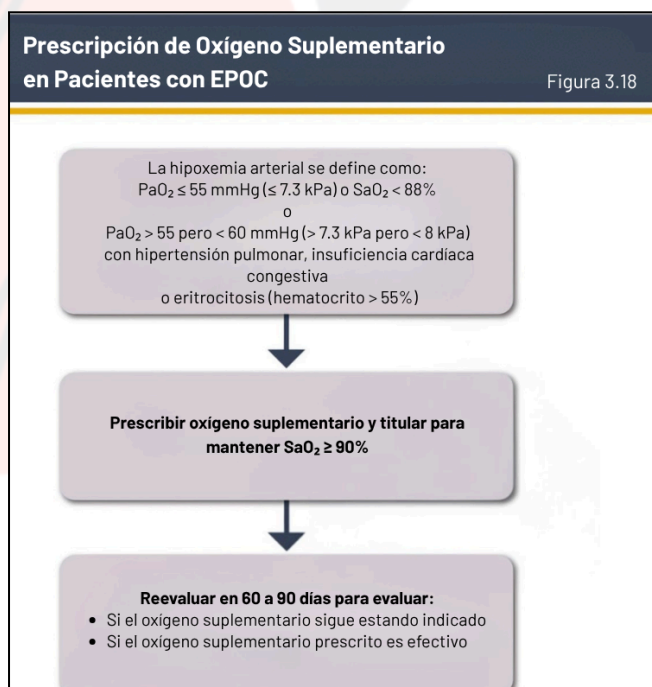 Prescripción de Oxígeno Suplementario
en Pacientes con EPOC
Figura 3.18
La hipoxemia arterial se define como:
PaO₂ ≤ 55 mmHg (≤ 7.3 kPa) o SaO₂ < 88%
o
PaO₂ > 55 pero < 60 mmHg (> 7.3 kPa pero < 8 kPa)
con hipertensión pulmonar, insuficiencia cardíaca
congestiva
o eritrocitosis (hematocrito > 55%)
Prescribir oxígeno suplementario y titular para
mantener SaO₂ ≥ 90%
Reevaluar en 60 a 90 días para evaluar:
• Si el oxígeno suplementario sigue estando indicado
• Si el oxígeno suplementario prescrito es efectivo